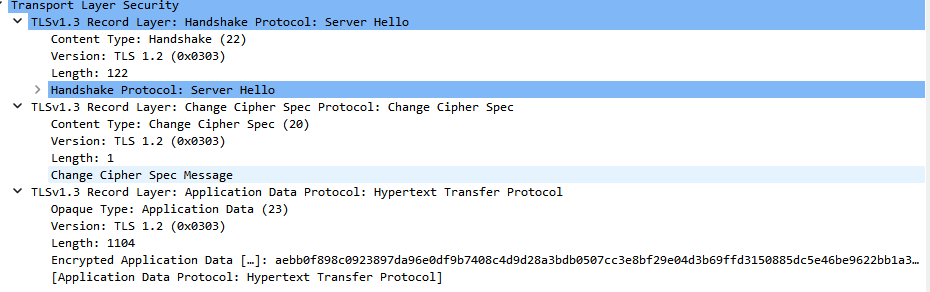 Transport Layer Security
TLSv1.3 Record Layer: Handshake Protocol: Server Hello
Content Type: Handshake (22)
Version: TLS 1.2 (0x0303)
Length: 122
Handshake Protocol: Server Hello
TLSv1.3 Record Layer: Change Cipher Spec Protocol: Change Cipher Spec
Content Type: Change Cipher Spec (20)
Version: TLS 1.2 (0x0303)
Length: 1
Change Cipher Spec Message
TLSv1.3 Record Layer: Application Data Protocol: Hypertext Transfer Protocol
Opaque Type: Application Data (23)
Version: TLS 1.2 (0x0303)
Length: 1104
Encrypted Application Data […]: aebb0f898c0923897da96e0df9b7408c4d9d28a3bdb0507cc3e8bf29e04d3b69ffd3150885dc5e46be9622bb1a3…
[Application Data Protocol: Hypertext Transfer Protocol]